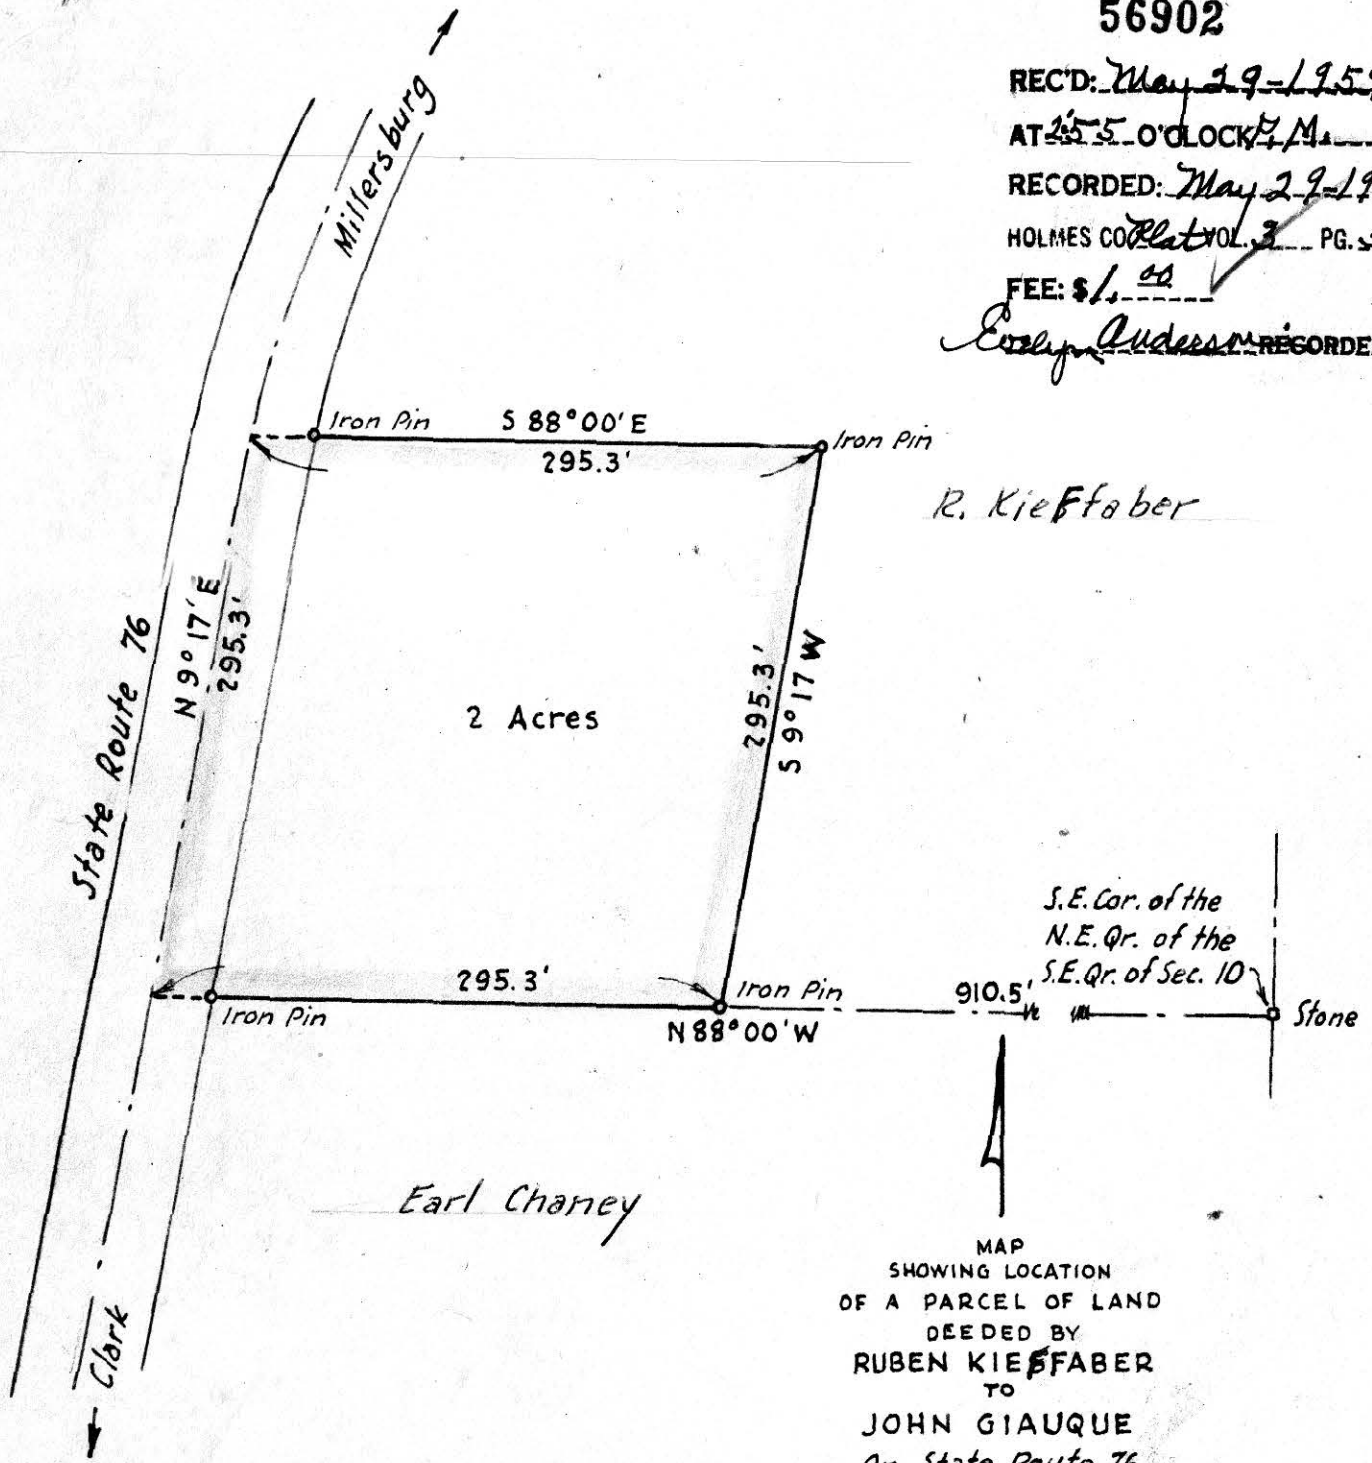 56902
REC'D: May 29-195
AT 2:55 O'CLOCK P.M.
RECORDED: May 29-19
HOLMES CO Plat VOL. 3 PG.
FEE: $1.00
Evelyn Anderson RECORDE
Millersburg
Iron Pin
S 88°00' E
295.3'
Iron Pin
R. Kieffaber
N 9° 17' E
295.3'
State Route 76
2 Acres
295.3'
S 9° 17 W
S.E. Cor. of the
N.E. Qr. of the
S.E. Qr. of Sec. 10
295.3'
Iron Pin
910.5'
Stone
Iron Pin
N 88°00' W
Earl Chaney
Clark
MAP
SHOWING LOCATION
OF A PARCEL OF LAND
DEEDED BY
RUBEN KIEFFABER
TO
JOHN GIAUQUE
On State Route 76